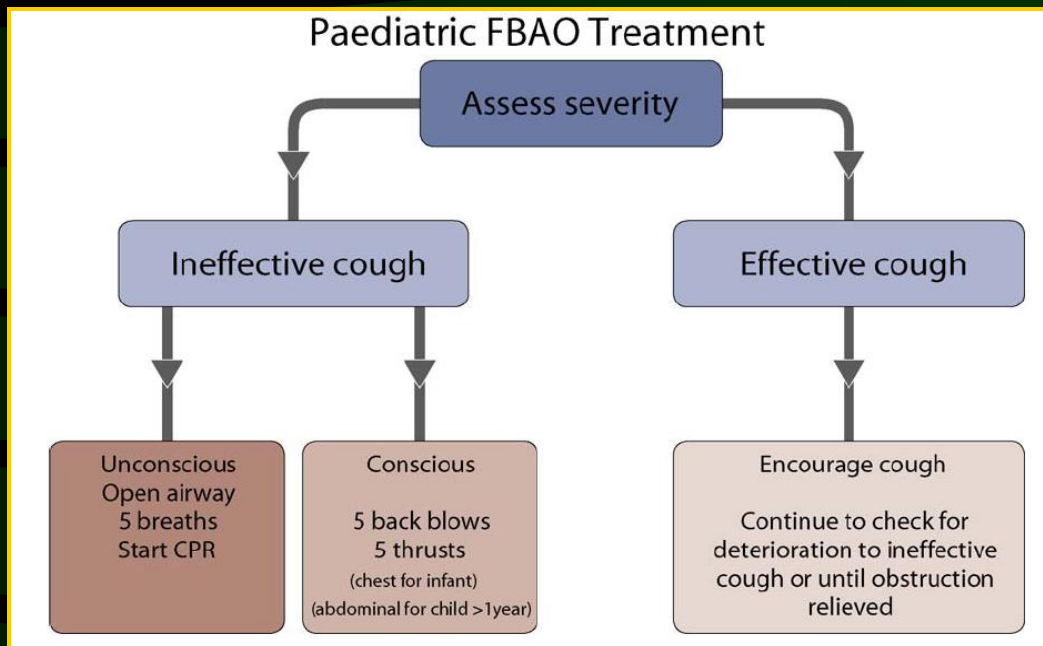 Paediatric FBAO Treatment
Assess severity
Ineffective cough
Effective cough
Unconscious
Open airway
5 breaths
Start CPR
Conscious
5 back blows
5 thrusts
(chest for infant)
(abdominal for child >1year)
Encourage cough
Continue to check for
deterioration to ineffective
cough or until obstruction
relieved